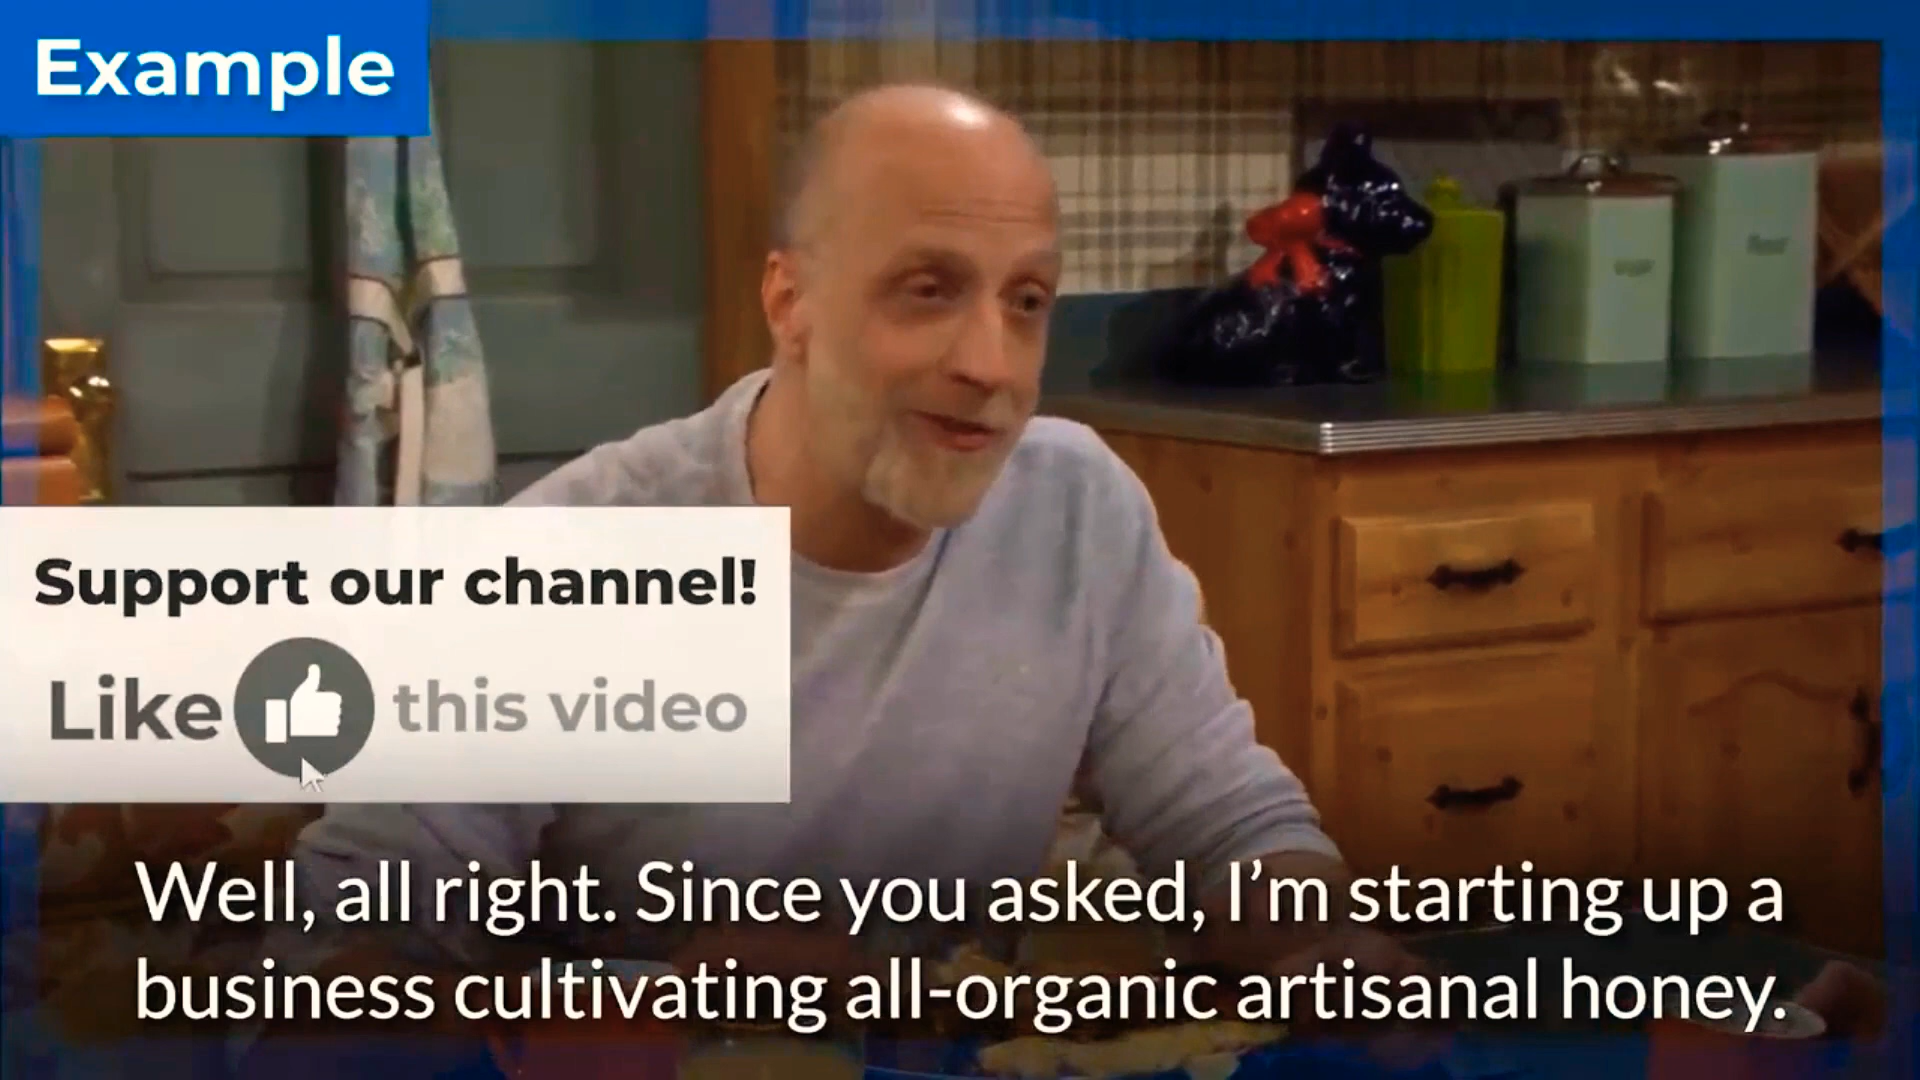 Example
Support our channel!
Like this video
Well, all right. Since you asked, I’m starting up a
business cultivating all-organic artisanal honey.